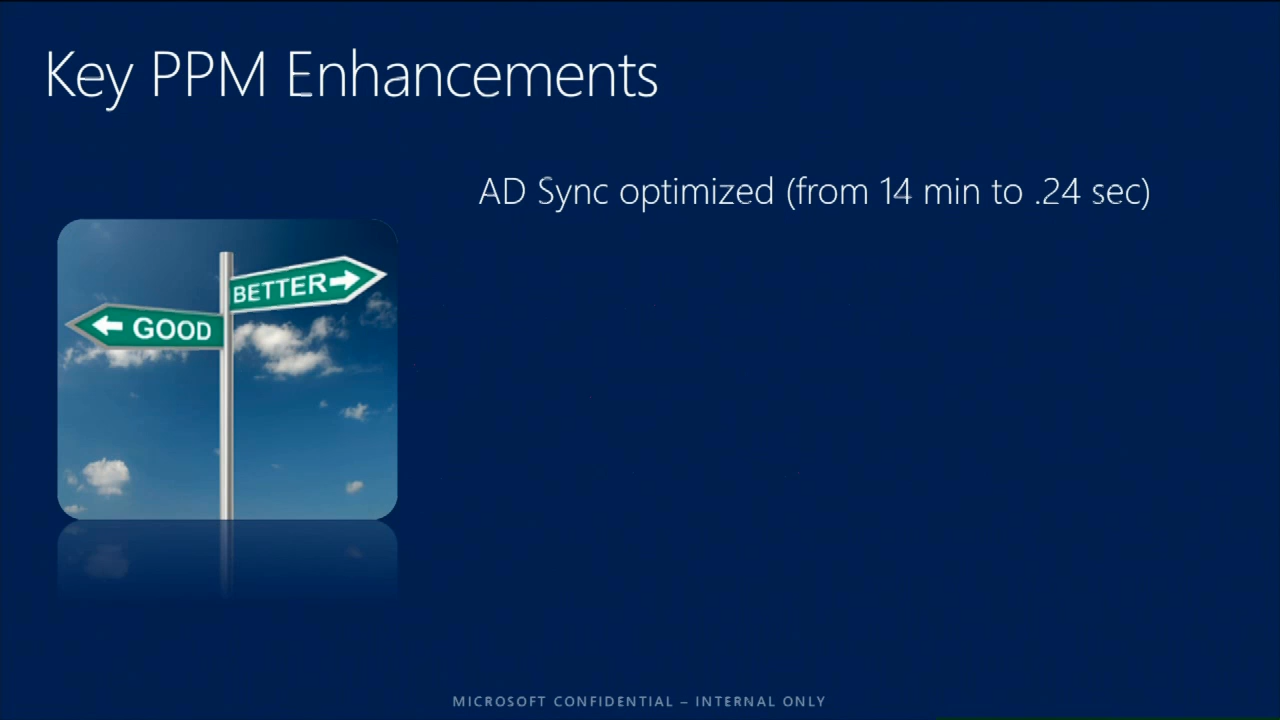 Key PPM Enhancements
AD Sync optimized (from 14 min to .24 sec)
BETTER
GOOD
MICROSOFT CONFIDENTIAL – INTERNAL ONLY